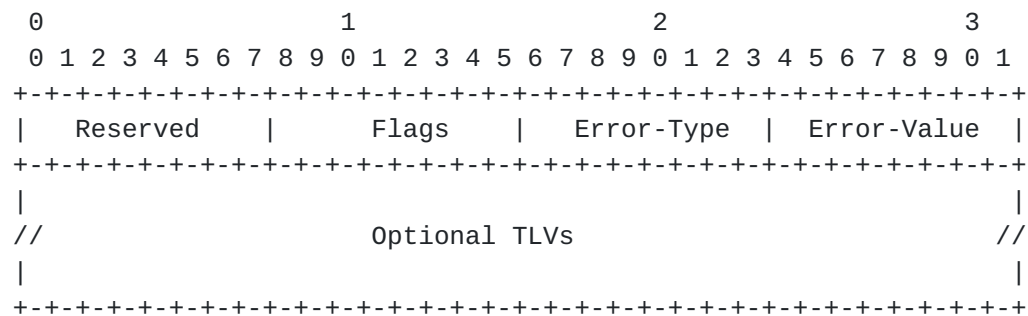 0                   1                   2                   3
 0 1 2 3 4 5 6 7 8 9 0 1 2 3 4 5 6 7 8 9 0 1 2 3 4 5 6 7 8 9 0 1
+-+-+-+-+-+-+-+-+-+-+-+-+-+-+-+-+-+-+-+-+-+-+-+-+-+-+-+-+-+-+-+-+
|   Reserved    |      Flags    |   Error-Type  |  Error-Value  |
+-+-+-+-+-+-+-+-+-+-+-+-+-+-+-+-+-+-+-+-+-+-+-+-+-+-+-+-+-+-+-+-+
|                                                               |
//                     Optional TLVs                           //
|                                                               |
+-+-+-+-+-+-+-+-+-+-+-+-+-+-+-+-+-+-+-+-+-+-+-+-+-+-+-+-+-+-+-+-+